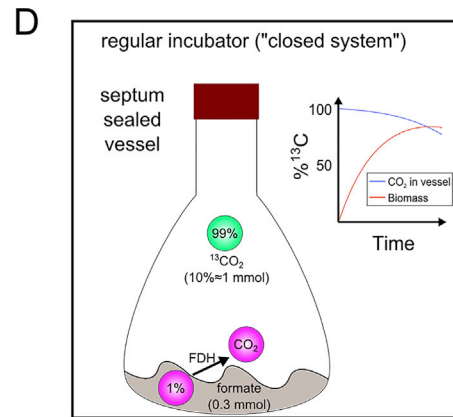 D
regular incubator ("closed system")
septum
sealed
vessel
100
50
% ¹³C
CO₂ in vessel
Biomass
Time
99%
¹³CO₂
(10%≈1 mmol)
CO₂
FDH
1%
formate
(0.3 mmol)